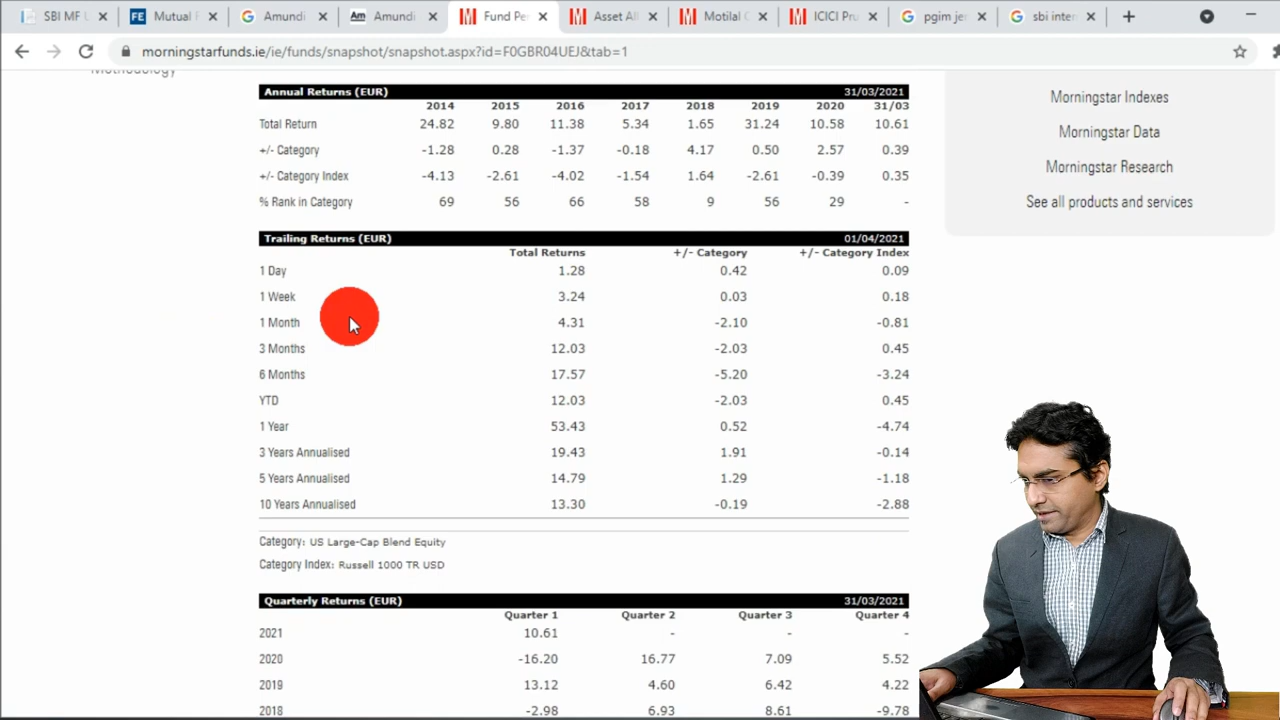 SBI MF U
Mutual F
Amundi
Am Amundi
Fund Per
Asset All
Motilal O
ICICI Pru
pgim jer
sbi inter
morningstarfunds.ie/ie/funds/snapshot/snapshot.aspx?id=F0GBR04UEJ&tab=1
Methodology
Annual Returns (EUR) 31/03/2021
2014 2015 2016 2017 2018 2019 2020 31/03
Total Return 24.82 9.80 11.38 5.34 1.65 31.24 10.58 10.61
+/- Category -1.28 0.28 -1.37 -0.18 4.17 0.50 2.57 0.39
+/- Category Index -4.13 -2.61 -4.02 -1.54 1.64 -2.61 -0.39 0.35
% Rank in Category 69 56 66 58 9 56 29 -
Trailing Returns (EUR) 01/04/2021
Total Returns +/- Category +/- Category Index
1 Day 1.28 0.42 0.09
1 Week 3.24 0.03 0.18
1 Month 4.31 -2.10 -0.81
3 Months 12.03 -2.03 0.45
6 Months 17.57 -5.20 -3.24
YTD 12.03 -2.03 0.45
1 Year 53.43 0.52 -4.74
3 Years Annualised 19.43 1.91 -0.14
5 Years Annualised 14.79 1.29 -1.18
10 Years Annualised 13.30 -0.19 -2.88
Category: US Large-Cap Blend Equity
Category Index: Russell 1000 TR USD
Quarterly Returns (EUR) 31/03/2021
Quarter 1 Quarter 2 Quarter 3 Quarter 4
2021 10.61 - - -
2020 -16.20 16.77 7.09 5.52
2019 13.12 4.60 6.42 4.22
2018 -2.98 6.93 8.61 -9.78
Morningstar Indexes
Morningstar Data
Morningstar Research
See all products and services